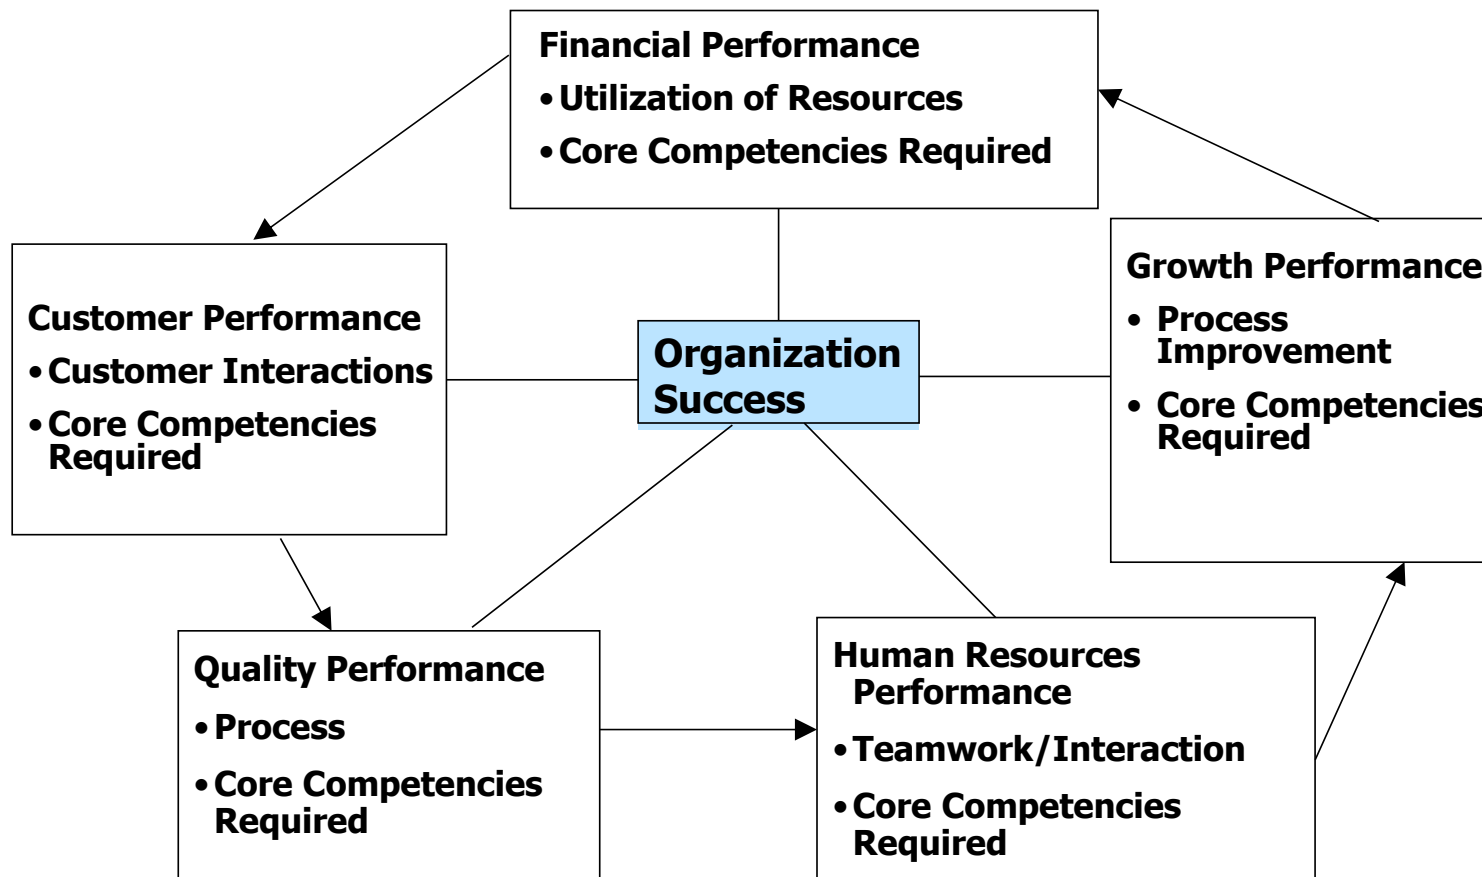 Financial Performance
• Utilization of Resources
• Core Competencies Required
Customer Performance
• Customer Interactions
• Core Competencies
Required
Organization
Success
Growth Performance
• Process
Improvement
• Core Competencies
Required
Quality Performance
• Process
• Core Competencies
Required
Human Resources
Performance
• Teamwork/Interaction
• Core Competencies
Required